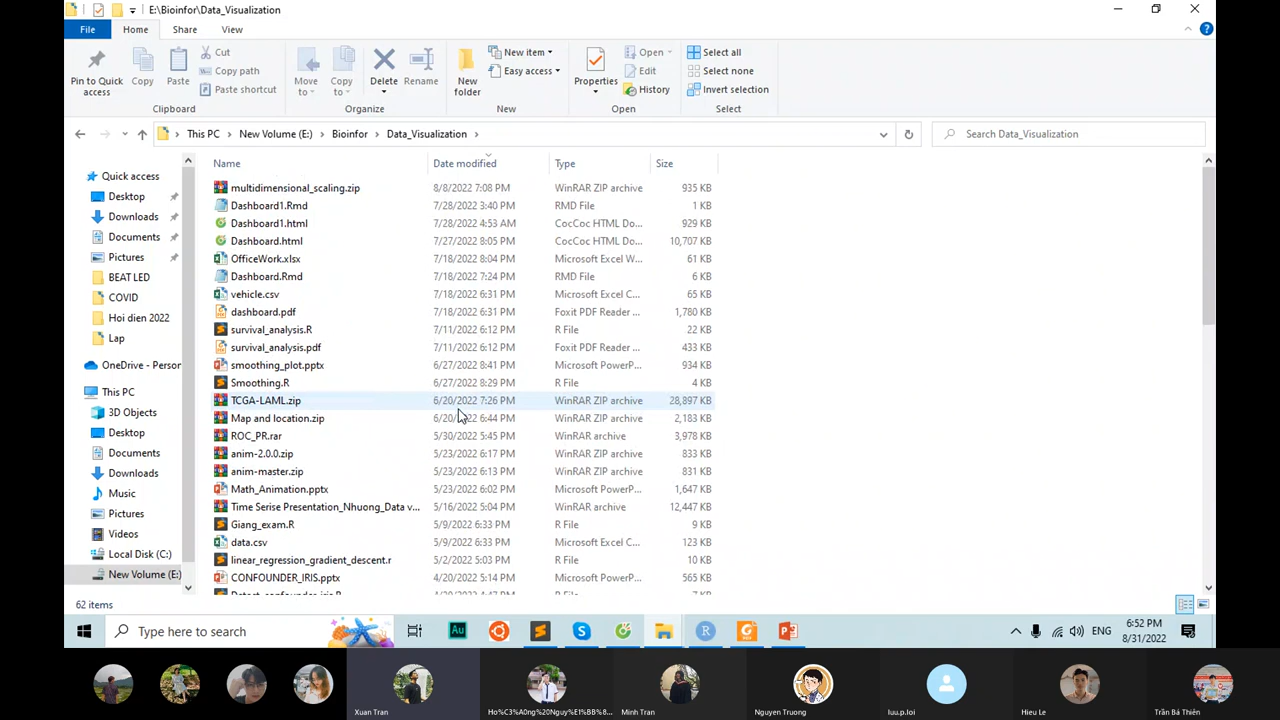 E:\Bioinfor\Data_Visualization
File Home Share View
Pin to Quick access
Copy
Paste
Cut
Copy path
Paste shortcut
Move to
Copy to
Delete
Rename
New folder
New item
Easy access
Properties
Open
Edit
History
Select all
Select none
Invert selection
Clipboard Organize New Open Select
This PC > New Volume (E:) > Bioinfor > Data_Visualization >
Search Data_Visualization
Quick access
Desktop
Downloads
Documents
Pictures
BEAT LED
COVID
Hoi dien 2022
Lap
OneDrive - Person
This PC
3D Objects
Desktop
Documents
Downloads
Music
Pictures
Videos
Local Disk (C:)
New Volume (E:)
Name Date modified Type Size
multidimensional_scaling.zip 8/8/2022 7:08 PM WinRAR ZIP archive 935 KB
Dashboard1.Rmd 7/28/2022 3:40 PM RMD File 1 KB
Dashboard1.html 7/28/2022 4:53 AM CocCoc HTML Do... 929 KB
Dashboard.html 7/27/2022 8:05 PM CocCoc HTML Do... 10,707 KB
OfficeWork.xlsx 7/18/2022 8:04 PM Microsoft Excel W... 61 KB
Dashboard.Rmd 7/18/2022 7:24 PM RMD File 6 KB
vehicle.csv 7/18/2022 6:31 PM Microsoft Excel C... 65 KB
dashboard.pdf 7/18/2022 6:31 PM Foxit PDF Reader ... 1,780 KB
survival_analysis.R 7/11/2022 6:12 PM R File 22 KB
survival_analysis.pdf 7/11/2022 6:12 PM Foxit PDF Reader ... 433 KB
smoothing_plot.pptx 6/27/2022 8:41 PM Microsoft PowerP... 934 KB
Smoothing.R 6/27/2022 8:29 PM R File 4 KB
TCGA-LAML.zip 6/20/2022 7:26 PM WinRAR ZIP archive 28,897 KB
Map and location.zip 6/20/2022 6:44 PM WinRAR ZIP archive 2,183 KB
ROC_PR.rar 5/30/2022 5:45 PM WinRAR archive 3,978 KB
anim-2.0.0.zip 5/23/2022 6:17 PM WinRAR ZIP archive 833 KB
anim-master.zip 5/23/2022 6:13 PM WinRAR ZIP archive 831 KB
Math_Animation.pptx 5/23/2022 6:02 PM Microsoft PowerP... 1,647 KB
Time Serise Presentation_Nhuong_Data v... 5/16/2022 5:04 PM WinRAR archive 12,447 KB
Giang_exam.R 5/9/2022 6:33 PM R File 9 KB
data.csv 5/9/2022 6:33 PM Microsoft Excel C... 123 KB
linear_regression_gradient_descent.r 5/2/2022 5:03 PM R File 10 KB
CONFOUNDER_IRIS.pptx 4/20/2022 5:14 PM Microsoft PowerP... 565 KB
62 items
Type here to search
ENG
6:52 PM
8/31/2022
Xuan Tran
Ho%C3%A0ng%20Nguy%E1%BB%8...
Minh Tran
Nguyen Truong
luu.p.loi
Hieu Le
Trần Bá Thiên